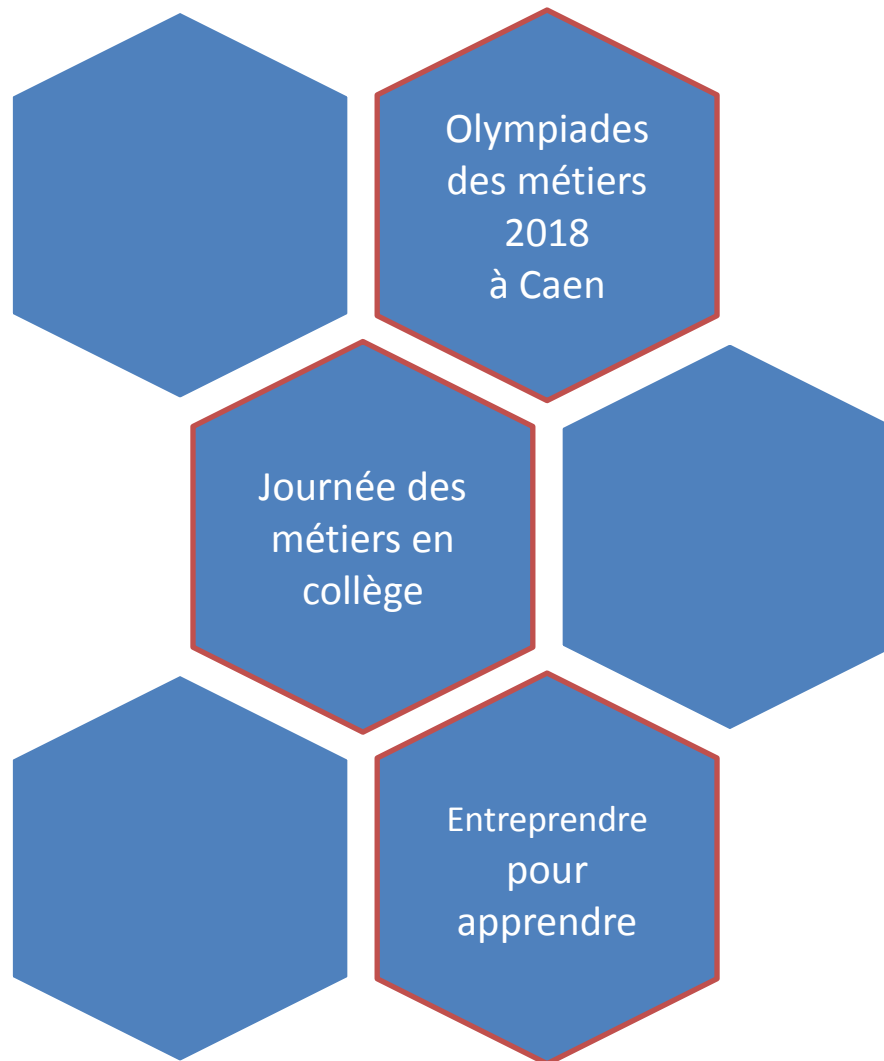 Olympiades
des métiers
2018
à Caen
Journée des
métiers en
collège
Entreprendre
pour
apprendre